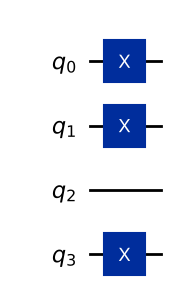 q₀ X
q₁ X
q₂
q₃ X